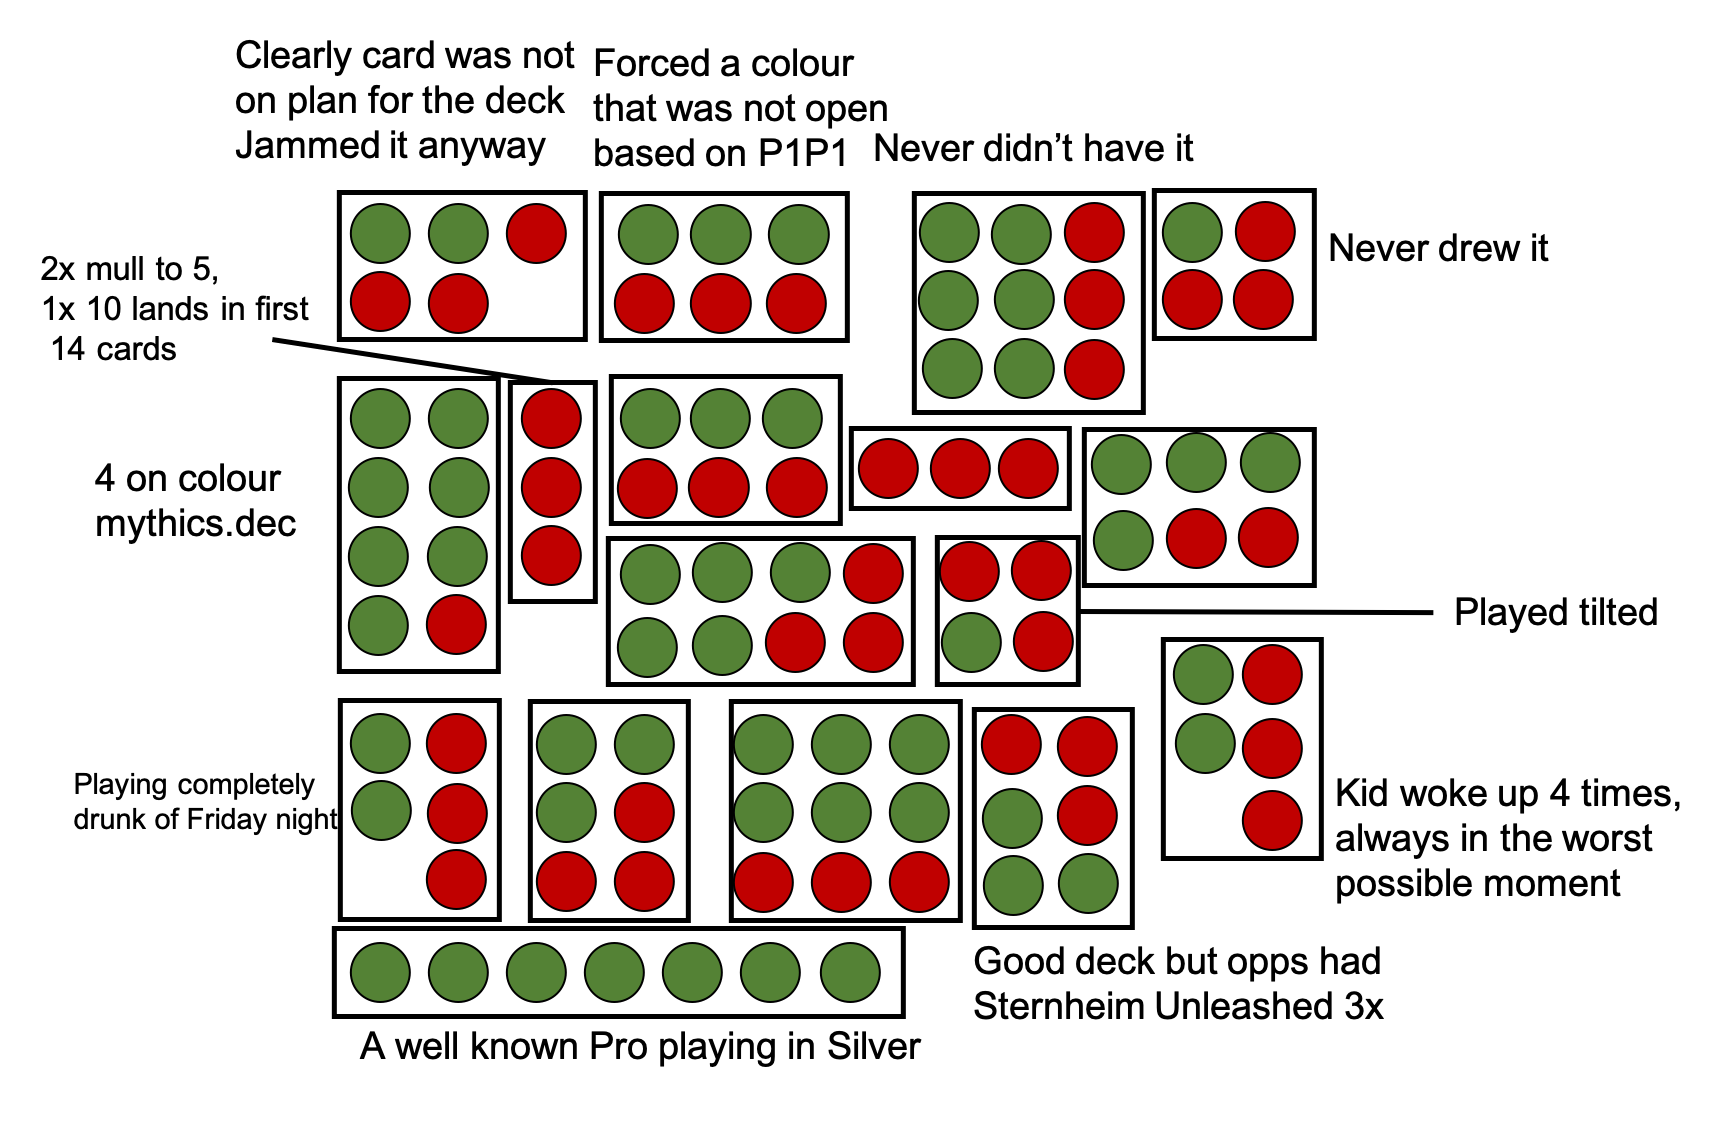 Clearly card was not
on plan for the deck
Jammed it anyway
Forced a colour
that was not open
based on P1P1
Never didn’t have it
Never drew it
2x mull to 5,
1x 10 lands in first
14 cards
4 on colour
mythics.dec
Played tilted
Playing completely
drunk of Friday night
Kid woke up 4 times,
always in the worst
possible moment
Good deck but opps had
Sternheim Unleashed 3x
A well known Pro playing in Silver